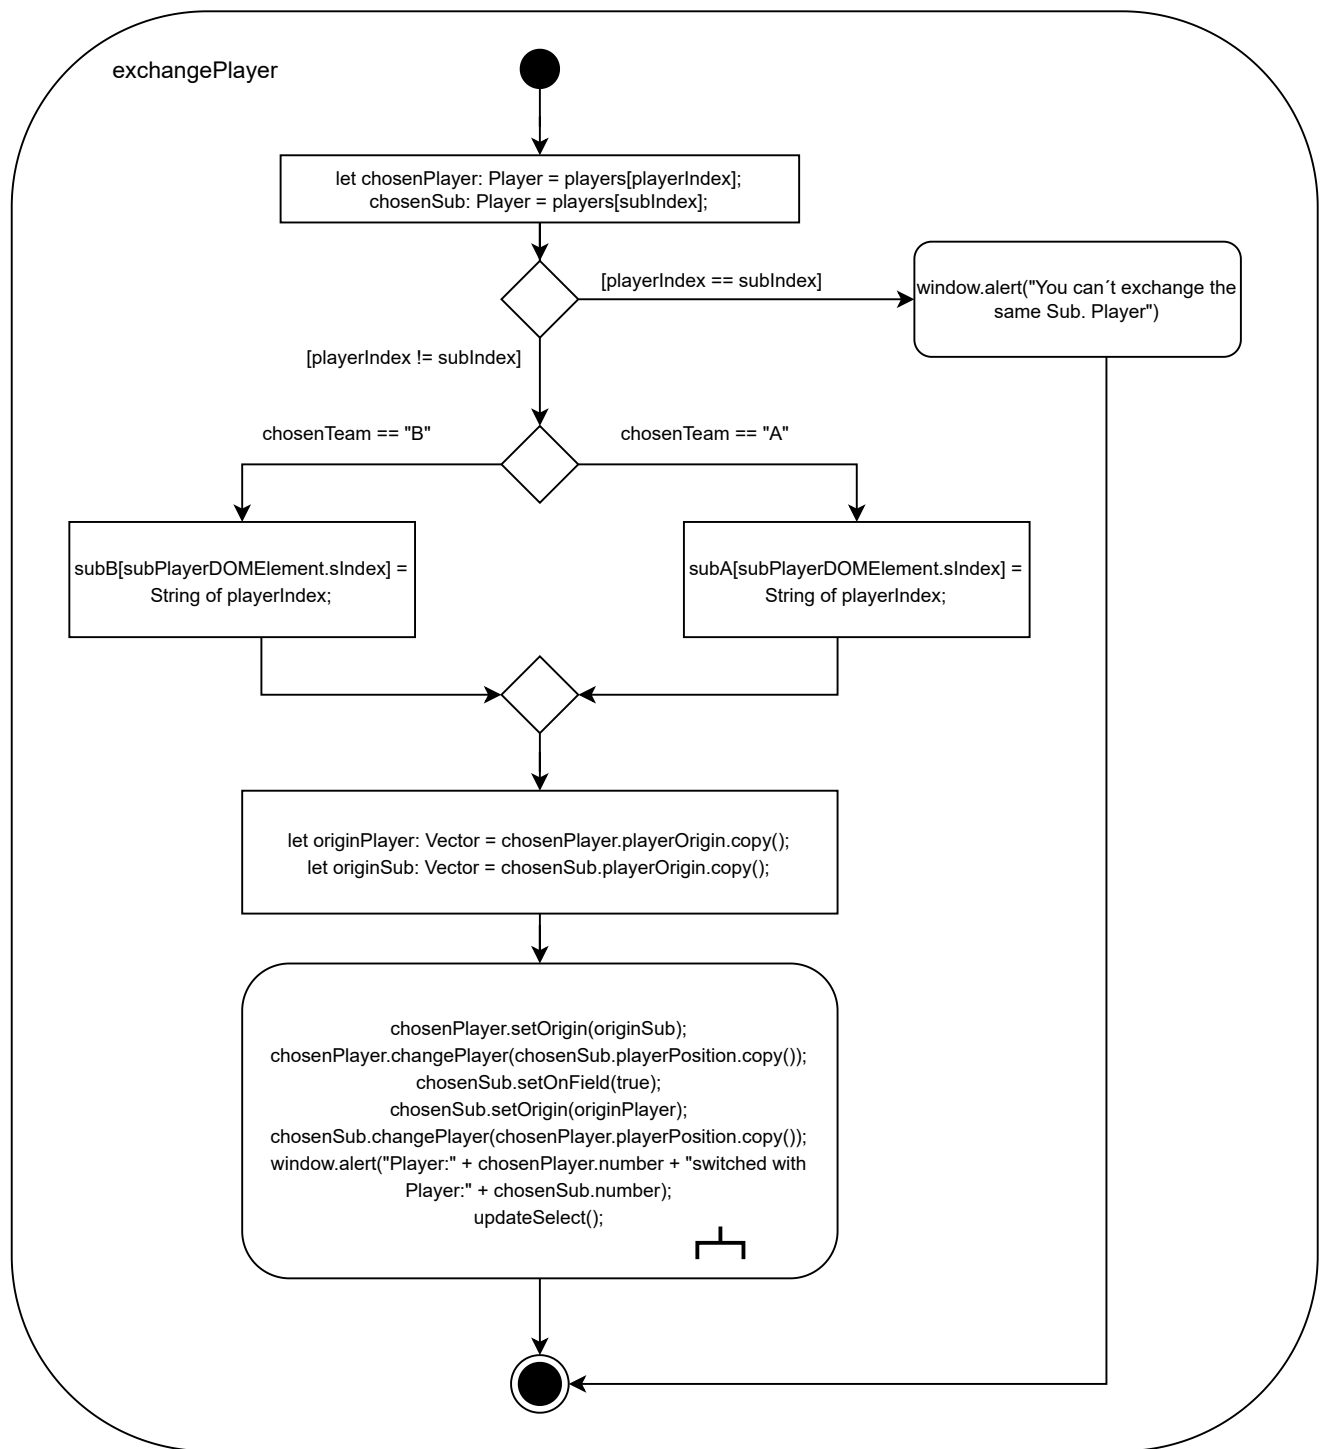 exchangePlayer
let chosenPlayer: Player = players[playerIndex];
chosenSub: Player = players[subIndex];
[playerIndex == subIndex]
window.alert("You can´t exchange the
same Sub. Player")
[playerIndex != subIndex]
chosenTeam == "B"
chosenTeam == "A"
subB[subPlayerDOMElement.sIndex] =
String of playerIndex;
subA[subPlayerDOMElement.sIndex] =
String of playerIndex;
let originPlayer: Vector = chosenPlayer.playerOrigin.copy();
let originSub: Vector = chosenSub.playerOrigin.copy();
chosenPlayer.setOrigin(originSub);
chosenPlayer.changePlayer(chosenSub.playerPosition.copy());
chosenSub.setOnField(true);
chosenSub.setOrigin(originPlayer);
chosenSub.changePlayer(chosenPlayer.playerPosition.copy());
window.alert("Player:" + chosenPlayer.number + "switched with
Player:" + chosenSub.number);
updateSelect();